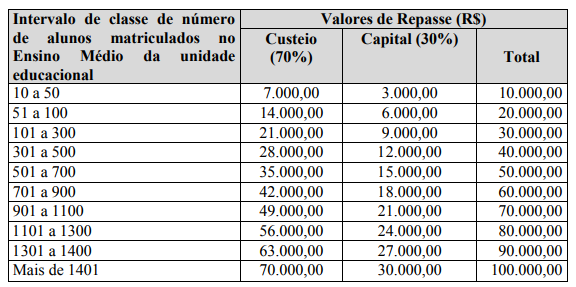 Intervalo de classe de número
de alunos matriculados no
Ensino Médio da unidade
educacional
Valores de Repasse (R$)
Custeio
(70%)
Capital (30%)
Total
10 a 50 7.000,00 3.000,00 10.000,00
51 a 100 14.000,00 6.000,00 20.000,00
101 a 300 21.000,00 9.000,00 30.000,00
301 a 500 28.000,00 12.000,00 40.000,00
501 a 700 35.000,00 15.000,00 50.000,00
701 a 900 42.000,00 18.000,00 60.000,00
901 a 1100 49.000,00 21.000,00 70.000,00
1101 a 1300 56.000,00 24.000,00 80.000,00
1301 a 1400 63.000,00 27.000,00 90.000,00
Mais de 1401 70.000,00 30.000,00 100.000,00